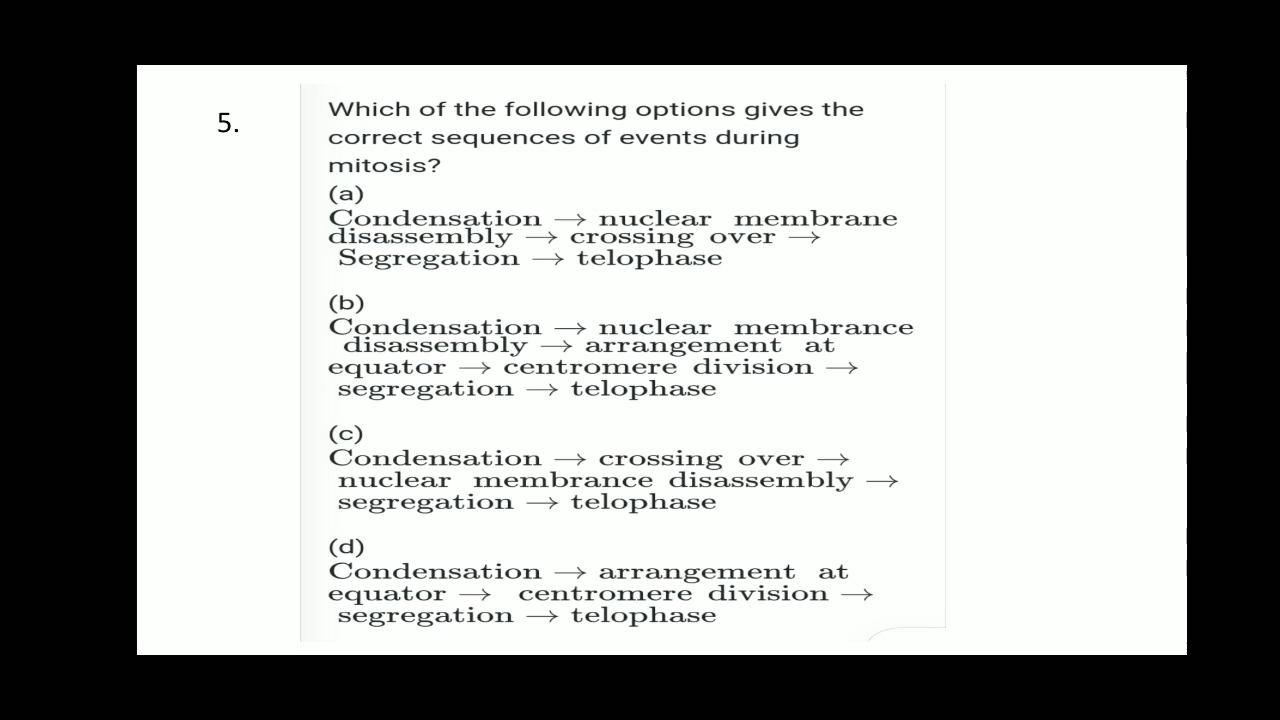 5.
Which of the following options gives the
correct sequences of events during
mitosis?
(a)
Condensation → nuclear membrane
disassembly → crossing over →
Segregation → telophase
(b)
Condensation → nuclear membrance
disassembly → arrangement at
equator → centromere division →
segregation → telophase
(c)
Condensation → crossing over →
nuclear membrance disassembly →
segregation → telophase
(d)
Condensation → arrangement at
equator → centromere division →
segregation → telophase